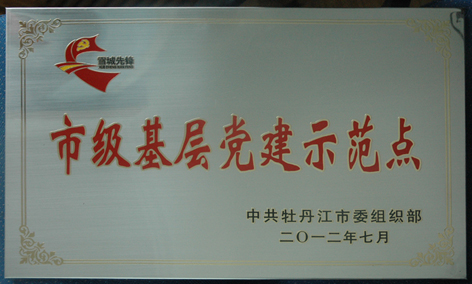 雪城先锋
市级基层党建示范点
中共牡丹江市委组织部
二〇一二年七月